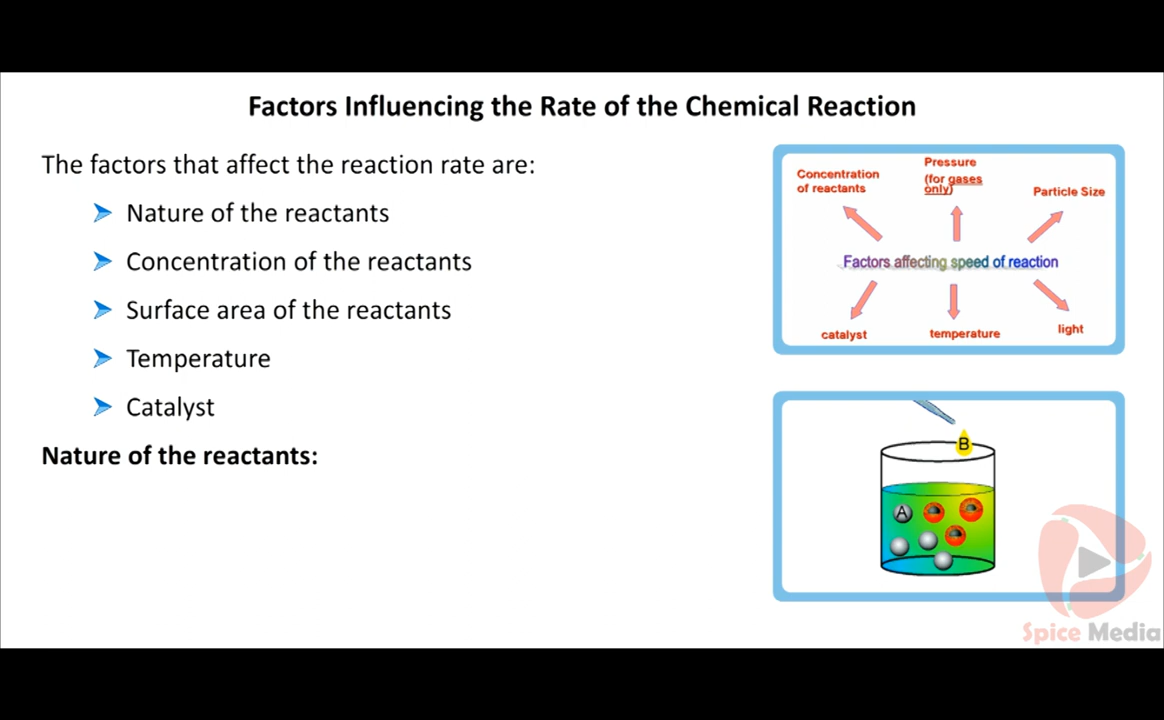 Factors Influencing the Rate of the Chemical Reaction
The factors that affect the reaction rate are:
Nature of the reactants
Concentration of the reactants
Surface area of the reactants
Temperature
Catalyst
Nature of the reactants:
Concentration
of reactants
Pressure
(for gases
only)
Particle Size
Factors affecting speed of reaction
catalyst
temperature
light
B
A
Spice Media